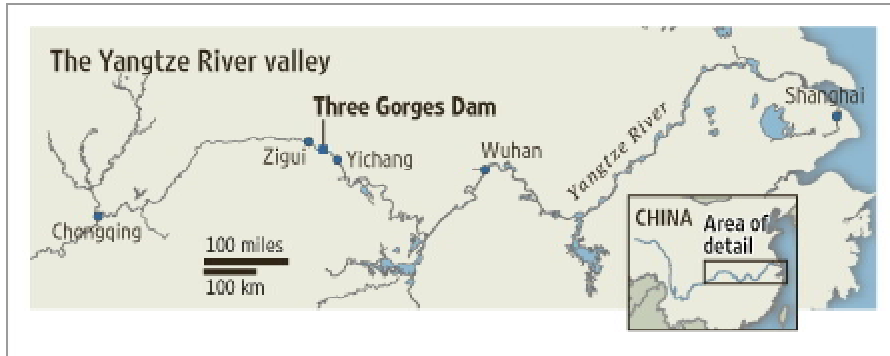 The Yangtze River valley
Three Gorges Dam
Shanghai
Zigui
Yichang
Wuhan
Yangtze River
Chongqing
100 miles
100 km
CHINA
Area of
detail